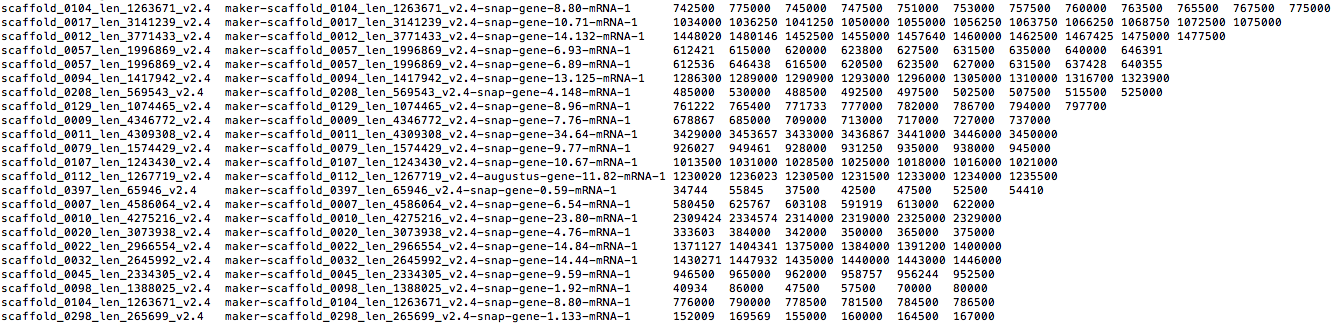 scaffold_0104_len_1263671_v2.4 maker-scaffold_0104_len_1263671_v2.4-snap-gene-8.80-mRNA-1 742500 775000 745000 747500 751000 753000 757500 760000 763500 765500 767500 775000
scaffold_0017_len_3141239_v2.4 maker-scaffold_0017_len_3141239_v2.4-snap-gene-10.71-mRNA-1 1034000 1036250 1041250 1050000 1055000 1056250 1063750 1066250 1068750 1072500 1075000
scaffold_0012_len_3771433_v2.4 maker-scaffold_0012_len_3771433_v2.4-snap-gene-14.132-mRNA-1 1448020 1480146 1452500 1455000 1457640 1460000 1462500 1467425 1475000 1477500
scaffold_0057_len_1996869_v2.4 maker-scaffold_0057_len_1996869_v2.4-snap-gene-6.93-mRNA-1 612421 615000 620000 623800 627500 631500 635000 640000 646391
scaffold_0057_len_1996869_v2.4 maker-scaffold_0057_len_1996869_v2.4-snap-gene-6.89-mRNA-1 612536 646438 616500 620500 623500 627000 631500 637428 640355
scaffold_0094_len_1417942_v2.4 maker-scaffold_0094_len_1417942_v2.4-snap-gene-13.125-mRNA-1 1286300 1289000 1290900 1293000 1296000 1305000 1310000 1316700 1323900
scaffold_0208_len_569543_v2.4 maker-scaffold_0208_len_569543_v2.4-snap-gene-4.148-mRNA-1 485000 530000 488500 492500 497500 502500 507500 515500 525000
scaffold_0129_len_1074465_v2.4 maker-scaffold_0129_len_1074465_v2.4-snap-gene-8.96-mRNA-1 761222 765400 771733 777000 782000 786700 794000 797700
scaffold_0009_len_4346772_v2.4 maker-scaffold_0009_len_4346772_v2.4-snap-gene-7.76-mRNA-1 678867 685000 709000 713000 717000 727000 737000
scaffold_0011_len_4309308_v2.4 maker-scaffold_0011_len_4309308_v2.4-snap-gene-34.64-mRNA-1 3429000 3453657 3433000 3436867 3441000 3446000 3450000
scaffold_0079_len_1574429_v2.4 maker-scaffold_0079_len_1574429_v2.4-snap-gene-9.77-mRNA-1 926027 949461 928000 931250 935000 938000 945000
scaffold_0107_len_1243430_v2.4 maker-scaffold_0107_len_1243430_v2.4-snap-gene-10.67-mRNA-1 1013500 1031000 1028500 1025000 1018000 1016000 1021000
scaffold_0112_len_1267719_v2.4 maker-scaffold_0112_len_1267719_v2.4-augustus-gene-11.82-mRNA-1 1230020 1236023 1230500 1231500 1233000 1234000 1235500
scaffold_0397_len_65946_v2.4 maker-scaffold_0397_len_65946_v2.4-snap-gene-0.59-mRNA-1 34744 55845 37500 42500 47500 52500 54410
scaffold_0007_len_4586064_v2.4 maker-scaffold_0007_len_4586064_v2.4-snap-gene-6.54-mRNA-1 580450 625767 603108 591919 613000 622000
scaffold_0010_len_4275216_v2.4 maker-scaffold_0010_len_4275216_v2.4-snap-gene-23.80-mRNA-1 2309424 2334574 2314000 2319000 2325000 2329000
scaffold_0020_len_3073938_v2.4 maker-scaffold_0020_len_3073938_v2.4-snap-gene-4.76-mRNA-1 333603 384000 342000 350000 365000 375000
scaffold_0022_len_2966554_v2.4 maker-scaffold_0022_len_2966554_v2.4-snap-gene-14.84-mRNA-1 1371127 1404341 1375000 1384000 1391200 1400000
scaffold_0032_len_2645992_v2.4 maker-scaffold_0032_len_2645992_v2.4-snap-gene-14.44-mRNA-1 1430271 1447932 1435000 1440000 1443000 1446000
scaffold_0045_len_2334305_v2.4 maker-scaffold_0045_len_2334305_v2.4-snap-gene-9.59-mRNA-1 946500 965000 962000 958757 956244 952500
scaffold_0098_len_1388025_v2.4 maker-scaffold_0098_len_1388025_v2.4-snap-gene-1.92-mRNA-1 40934 86000 47500 57500 70000 80000
scaffold_0104_len_1263671_v2.4 maker-scaffold_0104_len_1263671_v2.4-snap-gene-8.80-mRNA-1 776000 790000 778500 781500 784500 786500
scaffold_0298_len_265699_v2.4 maker-scaffold_0298_len_265699_v2.4-snap-gene-1.133-mRNA-1 152009 169569 155000 160000 164500 167000